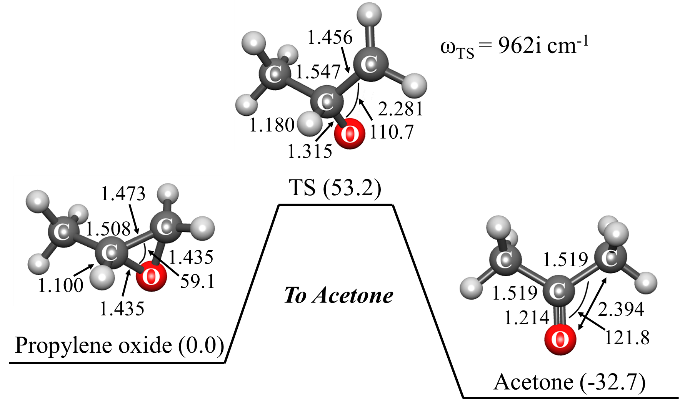 1.456
ωTS = 962i cm-1
C
1.547
C
C
2.281
1.180
110.7
O
1.315
TS (53.2)
1.473
1.508
C
C
C
1.435
59.1
1.100
O
1.435
To Acetone
C
1.519
C
1.519
C
1.214
2.394
121.8
O
Propylene oxide (0.0)
Acetone (-32.7)